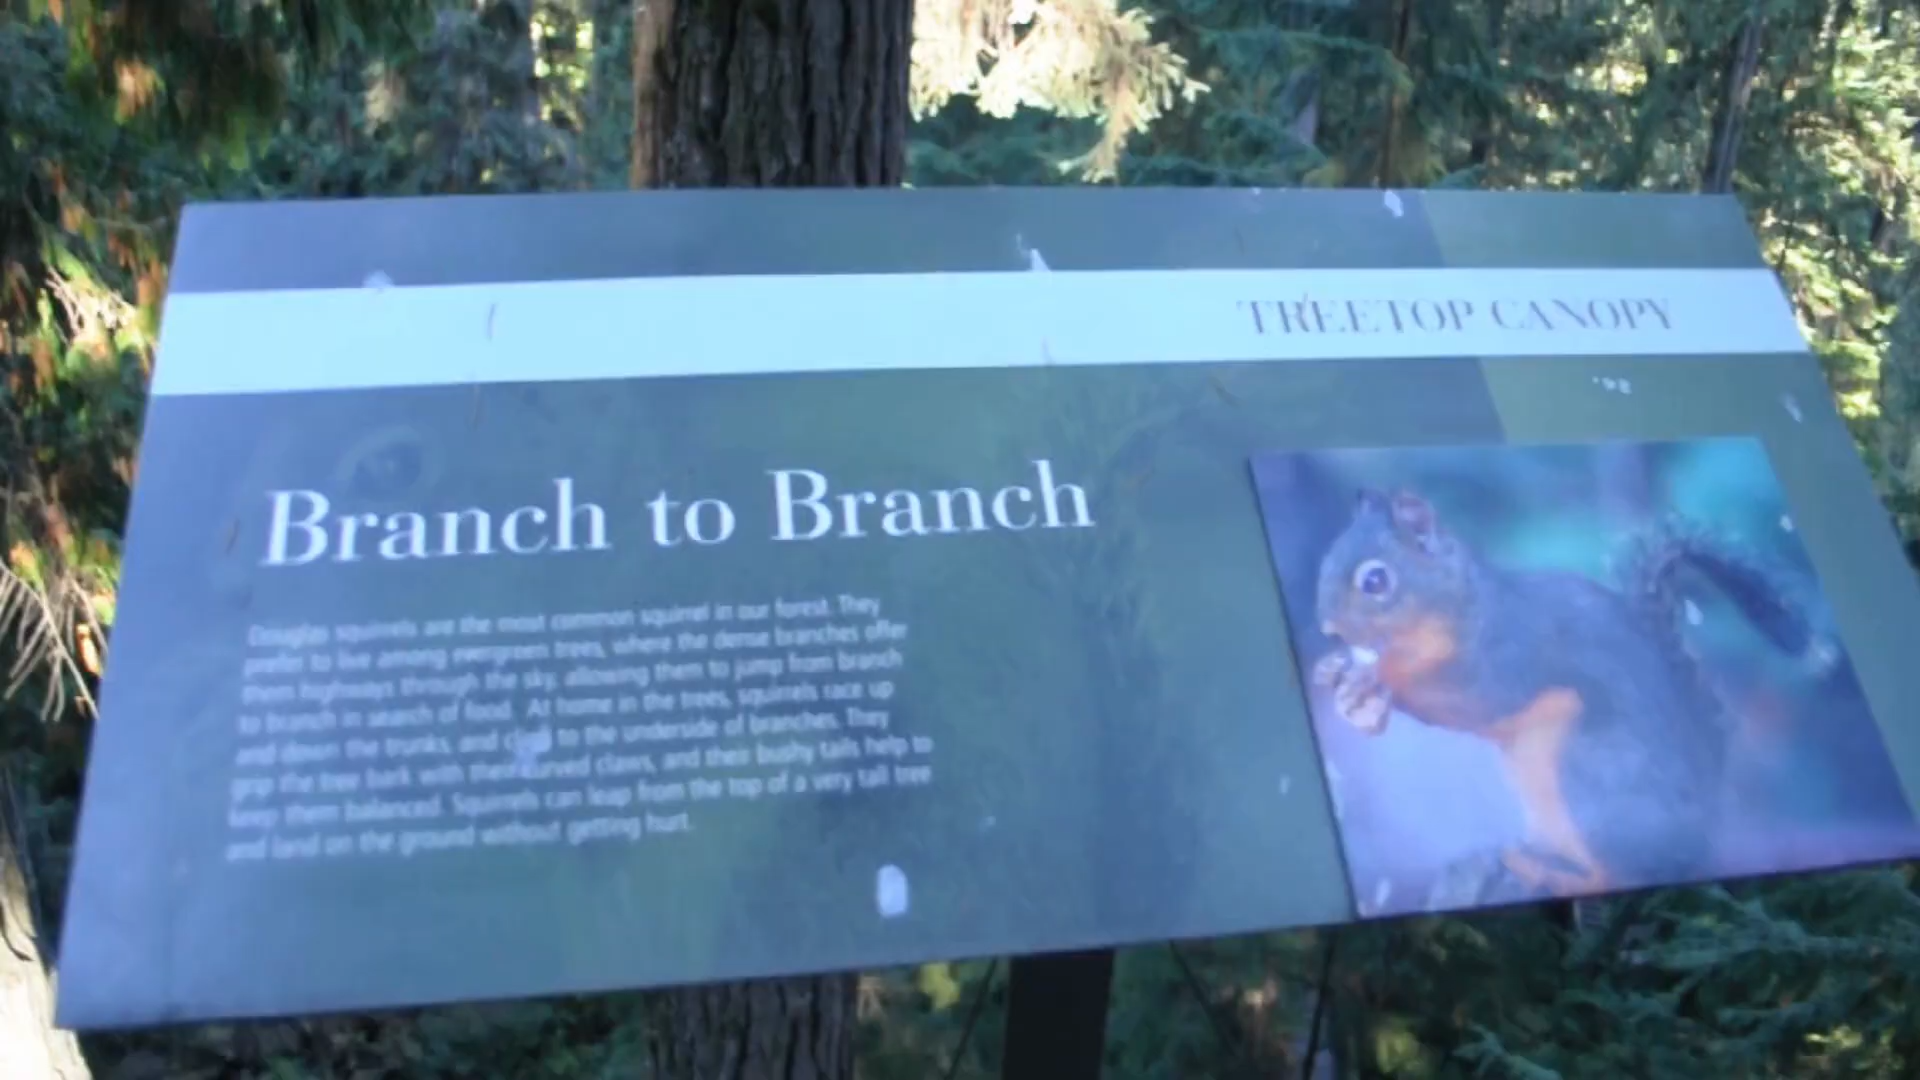 TREETOP CANOPY
Branch to Branch
Douglas squirrels are the most common squirrel in our forest. They
prefer to live among evergreen trees, where the dense branches offer
them highways through the sky, allowing them to jump from branch
to branch in search of food. At home in the trees, squirrels race up
and down the trunks, and to the underside of branches. They
grip the tree bark with their curved claws, and their bushy tails help to
keep them balanced. Squirrels can leap from the top of a very tall tree
and land on the ground without getting hurt.